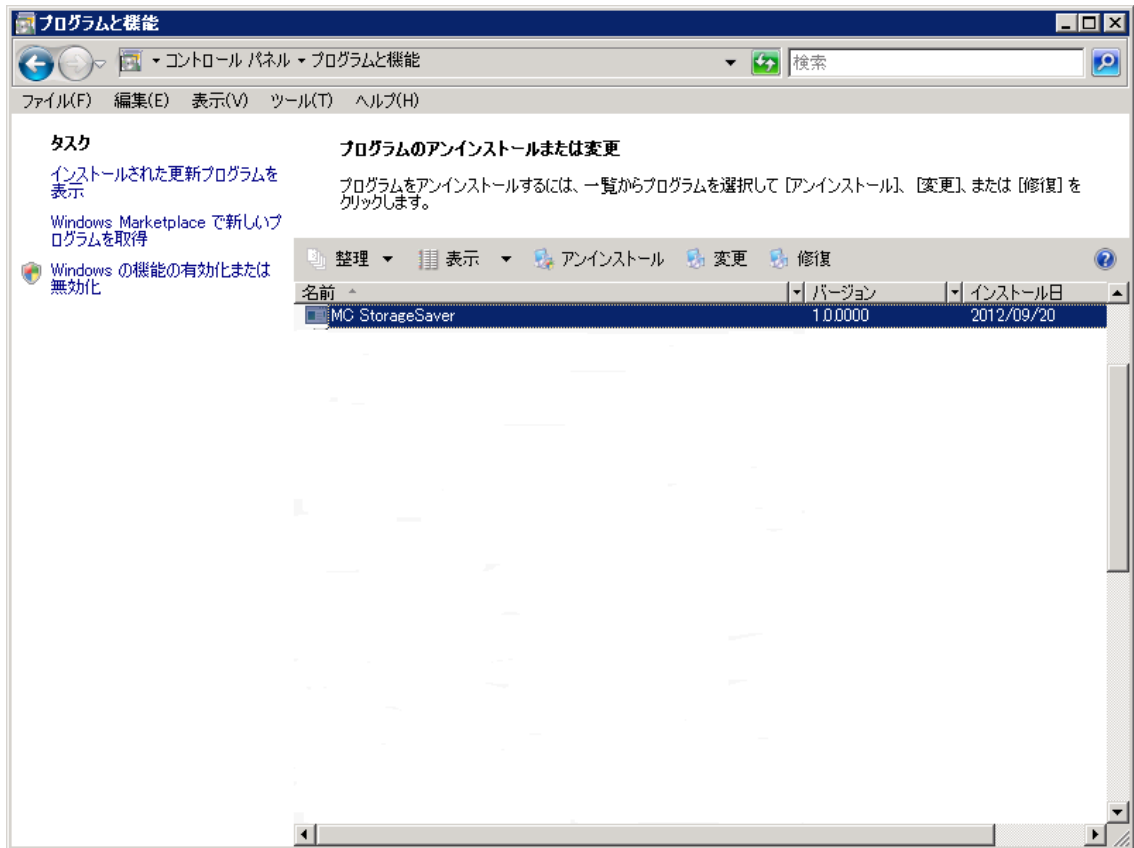 プログラムと機能
コントロール パネル ▾ プログラムと機能
検索
ファイル(F) 編集(E) 表示(V) ツール(T) ヘルプ(H)
タスク
インストールされた更新プログラムを
表示
Windows Marketplace で新しいプ
ログラムを取得
Windows の機能の有効化または
無効化
プログラムのアンインストールまたは変更
プログラムをアンインストールするには、一覧からプログラムを選択して [アンインストール]、[変更]、または [修復] を
クリックします。
整理 表示 アンインストール 変更 修復
名前 バージョン インストール日
MC StorageSaver 1.0.0000 2012/09/20